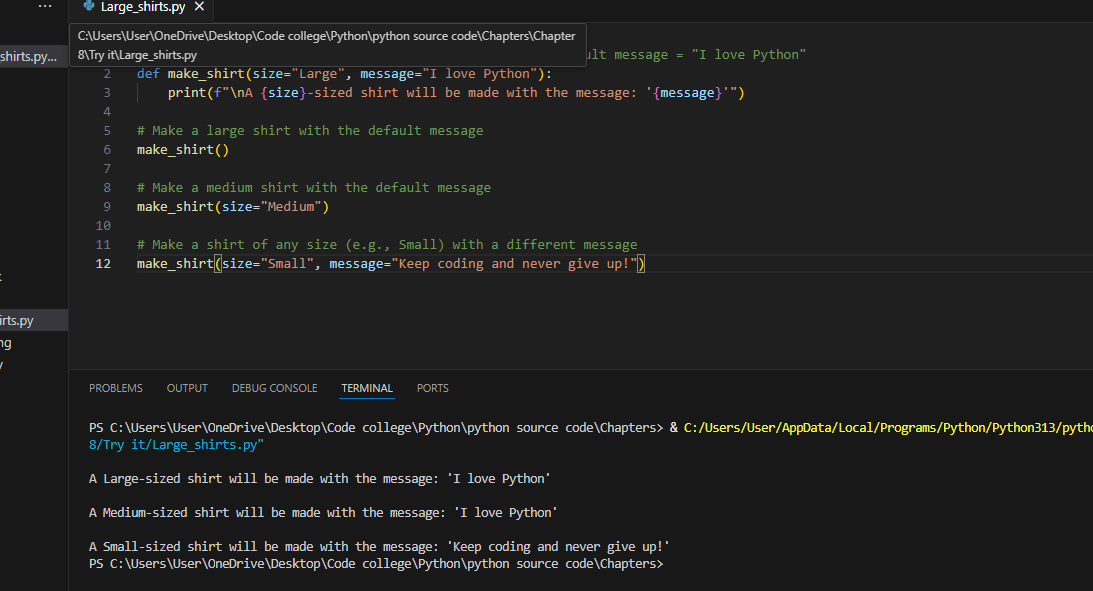 ...
Large_shirts.py ×
C:\Users\User\OneDrive\Desktop\Code college\Python\python source code\Chapters\Chapter
8\Try it\Large_shirts.py
message = "I love Python"
_shirts.py...
2 def make_shirt(size="Large", message="I love Python"):
3 print(f"\nA {size}-sized shirt will be made with the message: '{message}'")
4
5 # Make a large shirt with the default message
6 make_shirt()
7
8 # Make a medium shirt with the default message
9 make_shirt(size="Medium")
10
11 # Make a shirt of any size (e.g., Small) with a different message
12 make_shirt(size="Small", message="Keep coding and never give up!")
irts.py
ng
PROBLEMS OUTPUT DEBUG CONSOLE TERMINAL PORTS
PS C:\Users\User\OneDrive\Desktop\Code college\Python\python source code\Chapters> & C:/Users/User/AppData/Local/Programs/Python/Python313/pytho
8/Try it/Large_shirts.py"
A Large-sized shirt will be made with the message: 'I love Python'
A Medium-sized shirt will be made with the message: 'I love Python'
A Small-sized shirt will be made with the message: 'Keep coding and never give up!'
PS C:\Users\User\OneDrive\Desktop\Code college\Python\python source code\Chapters>